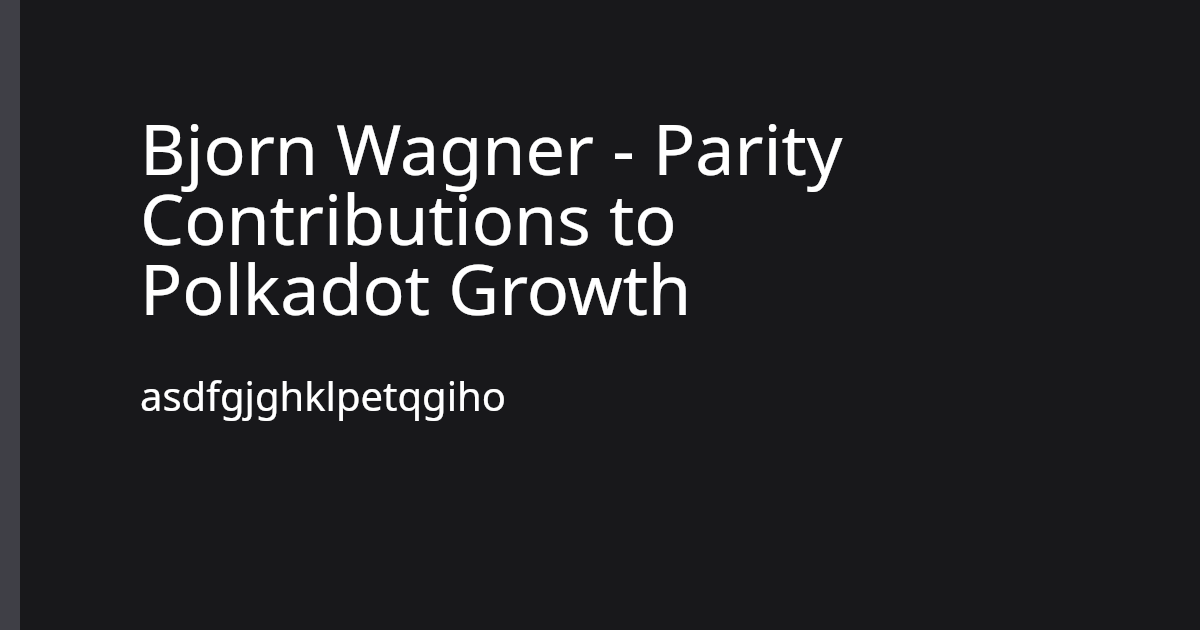 Bjorn Wagner - Parity
Contributions to
Polkadot Growth
asdfgjghklpetqgiho